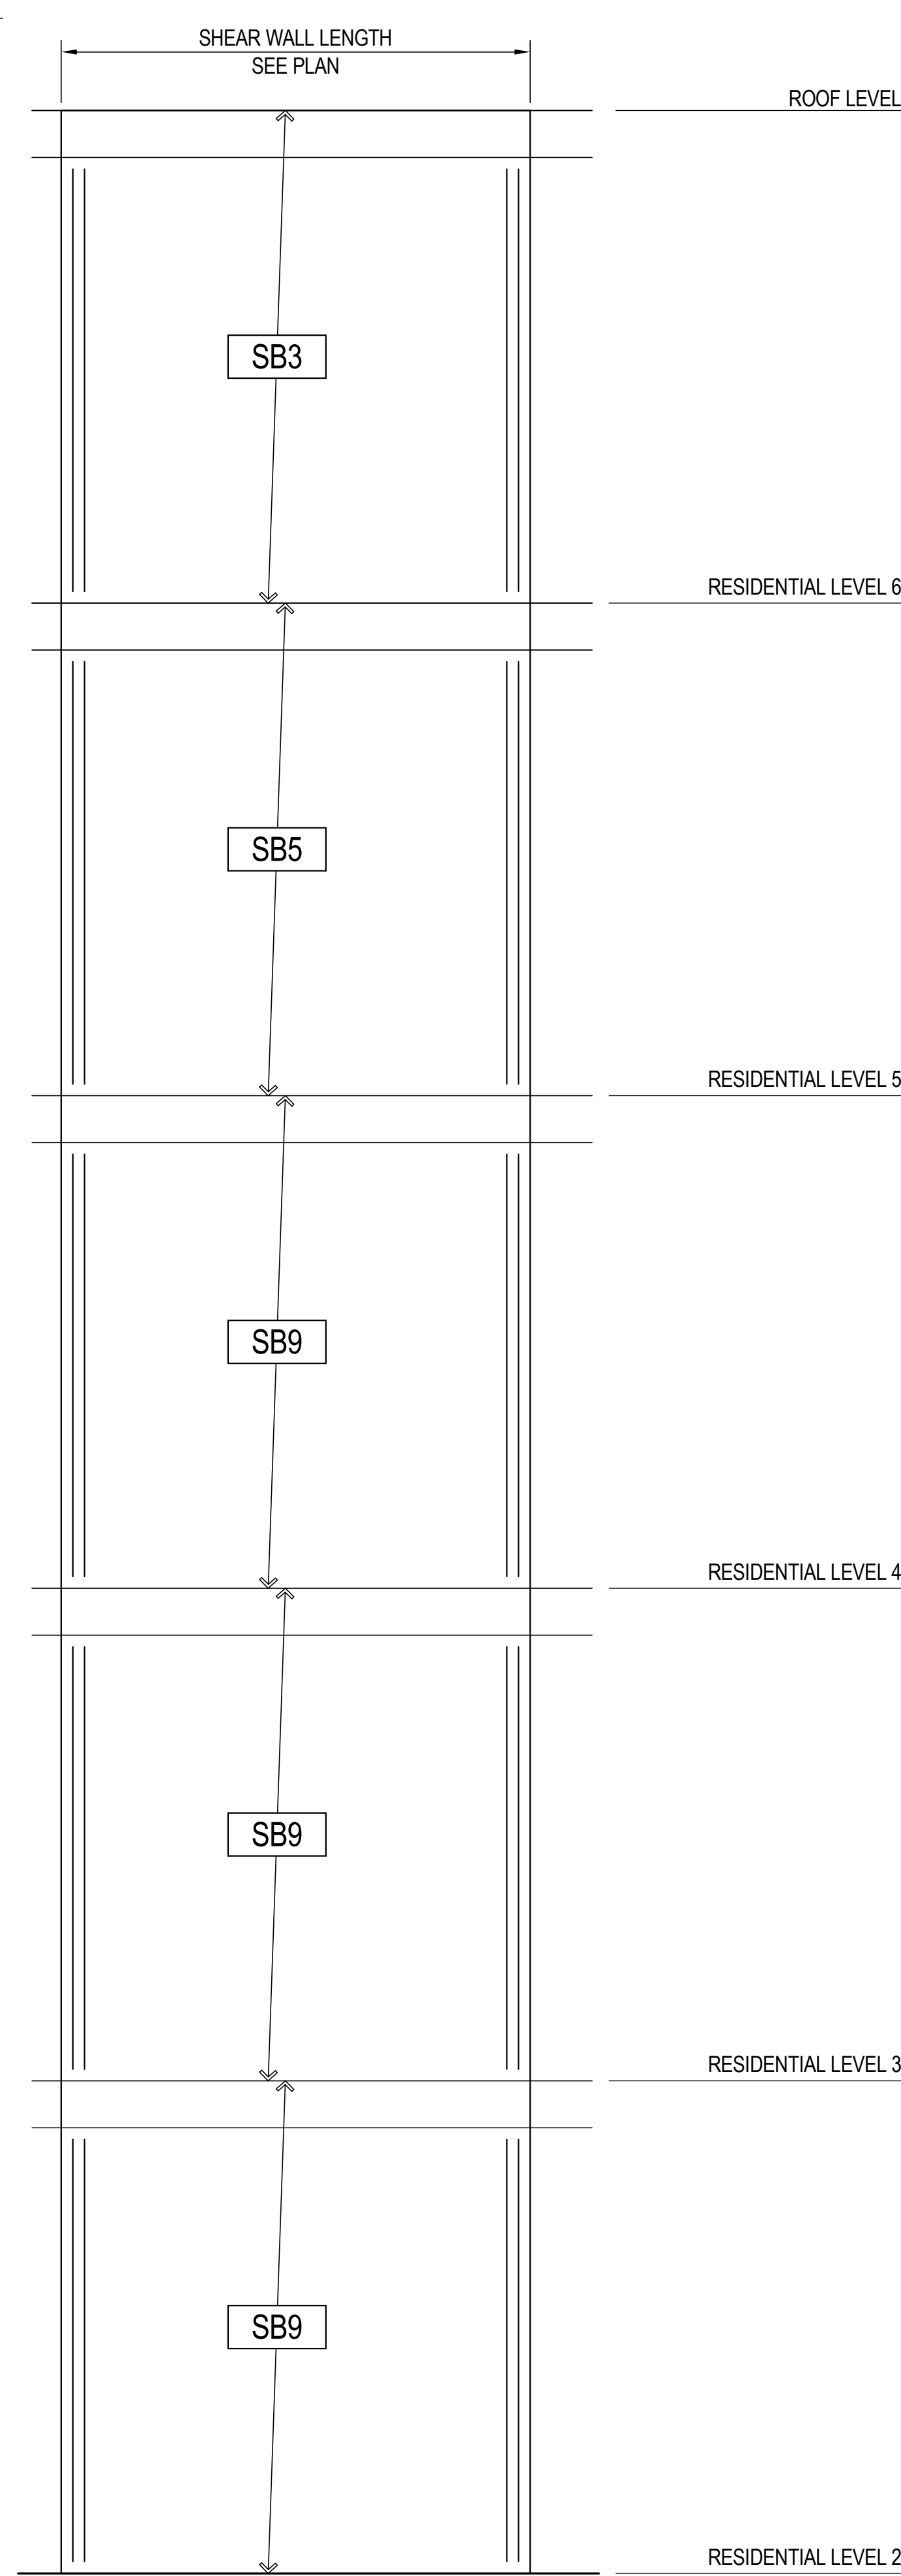 SHEAR WALL LENGTH
SEE PLAN
ROOF LEVEL
SB3
RESIDENTIAL LEVEL 6
SB5
RESIDENTIAL LEVEL 5
SB9
RESIDENTIAL LEVEL 4
SB9
RESIDENTIAL LEVEL 3
SB9
RESIDENTIAL LEVEL 2